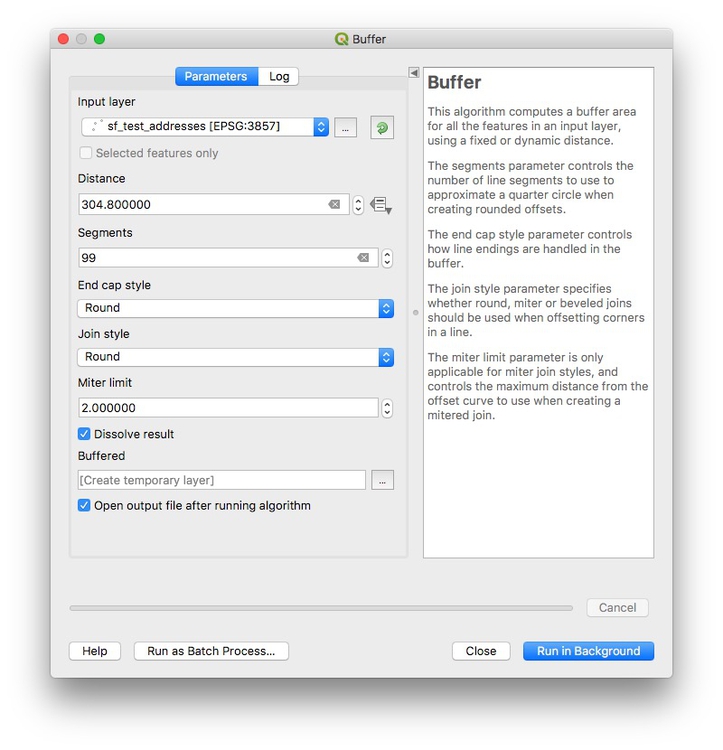 Buffer
Parameters
Log
Input layer
sf_test_addresses [EPSG:3857]
...
Selected features only
Distance
304.800000
Segments
99
End cap style
Round
Join style
Round
Miter limit
2.000000
Dissolve result
Buffered
[Create temporary layer]
...
Open output file after running algorithm
Buffer
This algorithm computes a buffer area
for all the features in an input layer,
using a fixed or dynamic distance.
The segments parameter controls the
number of line segments to use to
approximate a quarter circle when
creating rounded offsets.
The end cap style parameter controls
how line endings are handled in the
buffer.
The join style parameter specifies
whether round, miter or beveled joins
should be used when offsetting corners
in a line.
The miter limit parameter is only
applicable for miter join styles, and
controls the maximum distance from the
offset curve to use when creating a
mitered join.
Cancel
Help
Run as Batch Process...
Close
Run in Background